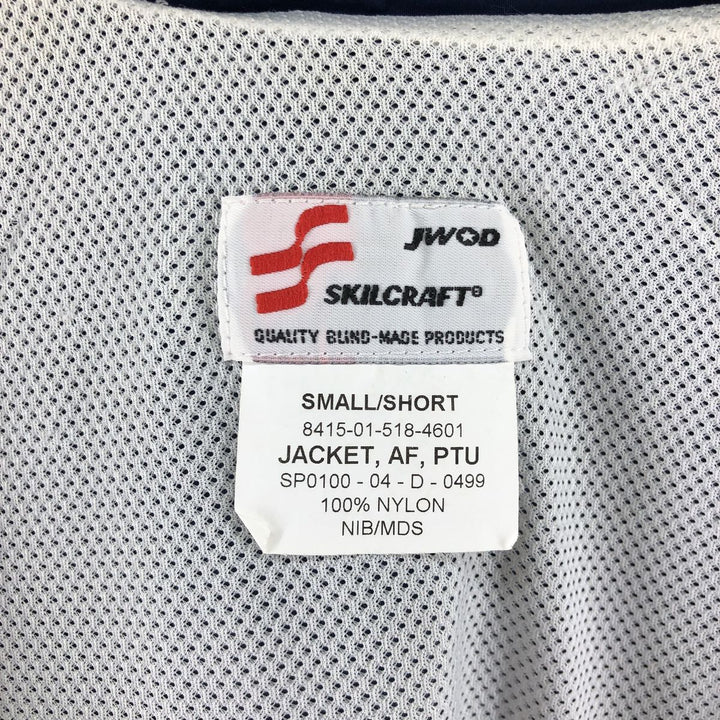 JWOD
SKILCRAFT®
QUALITY BLIND-MADE PRODUCTS
SMALL/SHORT
8415-01-518-4601
JACKET, AF, PTU
SP0100 - 04 - D - 0499
100% NYLON
NIB/MDS